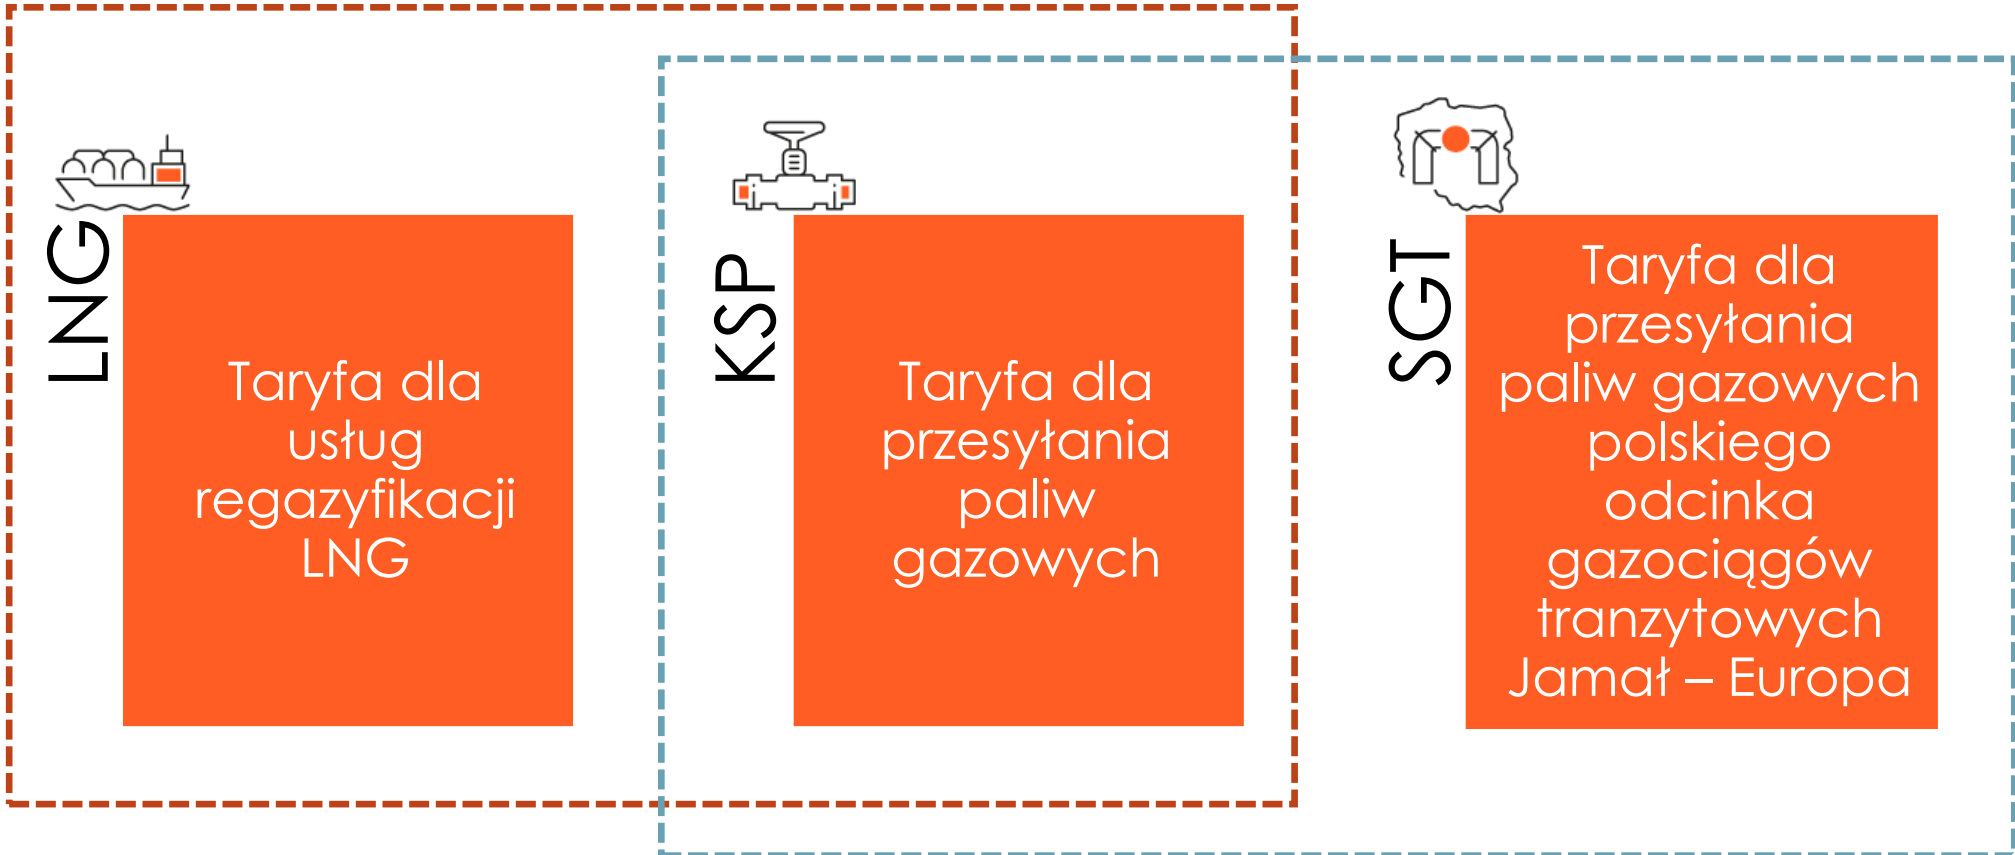 LNG
Taryfa dla
usług
regazyfikacji
LNG
KSP
Taryfa dla
przesyłania
paliw
gazowych
SGT
Taryfa dla
przesyłania
paliw gazowych
polskiego
odcinka
gazociągów
tranzytowych
Jamał – Europa